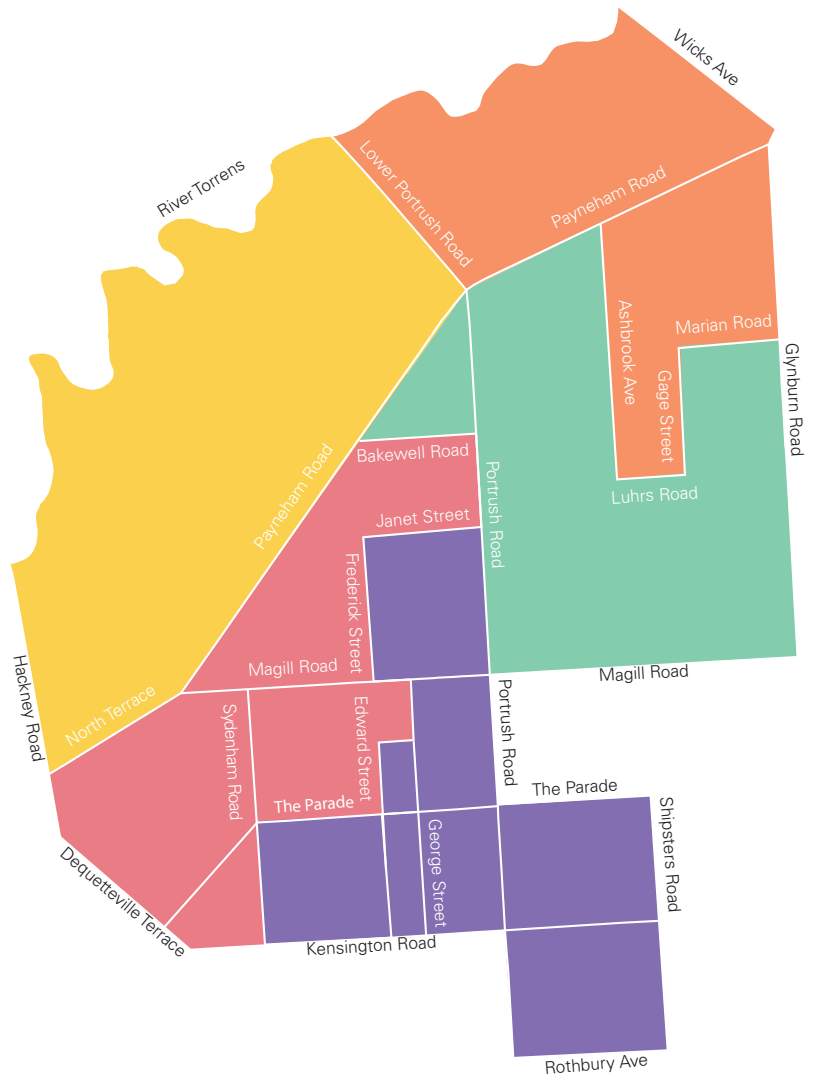 Wicks Ave
River Torrens
Lower Portrush Road
Payneham Road
Ashbrook Ave
Marian Road
Gage Street
Glynburn Road
Luhrs Road
Bakewell Road
Payneham Road
Portrush Road
Janet Street
Frederick Street
Magill Road
Magill Road
Hackney Road
North Terrace
Sydenham Road
Edward Street
Portrush Road
The Parade
The Parade
Shipsters Road
George Street
Dequetteville Terrace
Kensington Road
Rothbury Ave